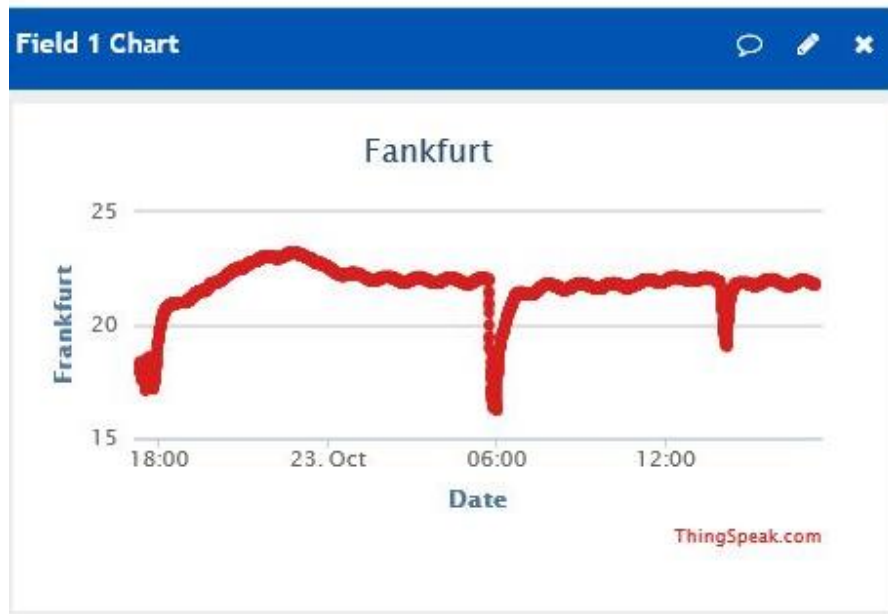 Field 1 Chart
Fankfurt
Frankfurt
25
20
15
18:00 23. Oct 06:00 12:00
Date
ThingSpeak.com